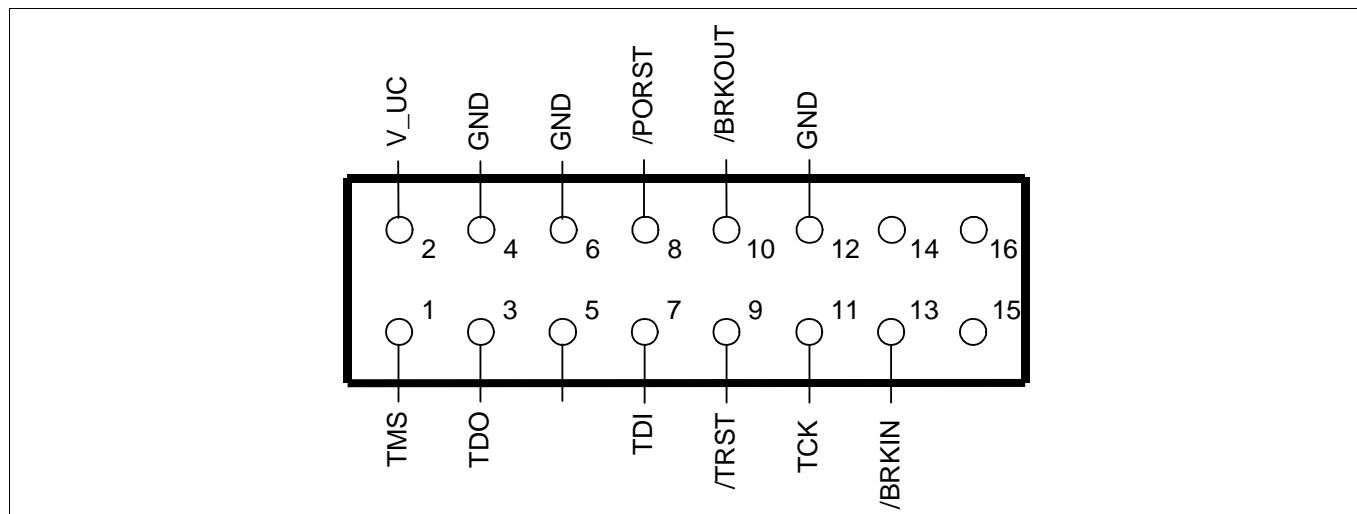 V_UC
GND
GND
/PORST
/BRKOUT
GND
2
4
6
8
10
12
14
16
1
3
5
7
9
11
13
15
TMS
TDO
TDI
/TRST
TCK
/BRKIN